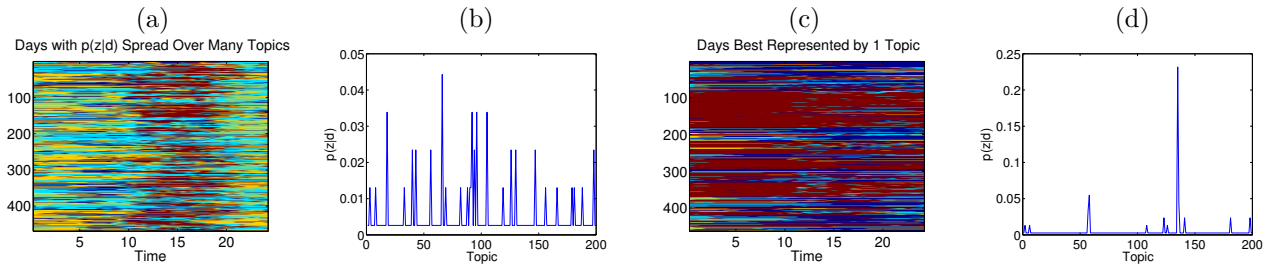 (a)
Days with p(z|d) Spread Over Many Topics
100
200
300
400
5 10 15 20
Time
(b)
0.05
0.04
0.03
0.02
0.01
0
p(z|d)
0 50 100 150 200
Topic
(c)
Days Best Represented by 1 Topic
100
200
300
400
5 10 15 20
Time
(d)
0.25
0.2
0.15
0.1
0.05
0
p(z|d)
0 50 100 150 200
Topic